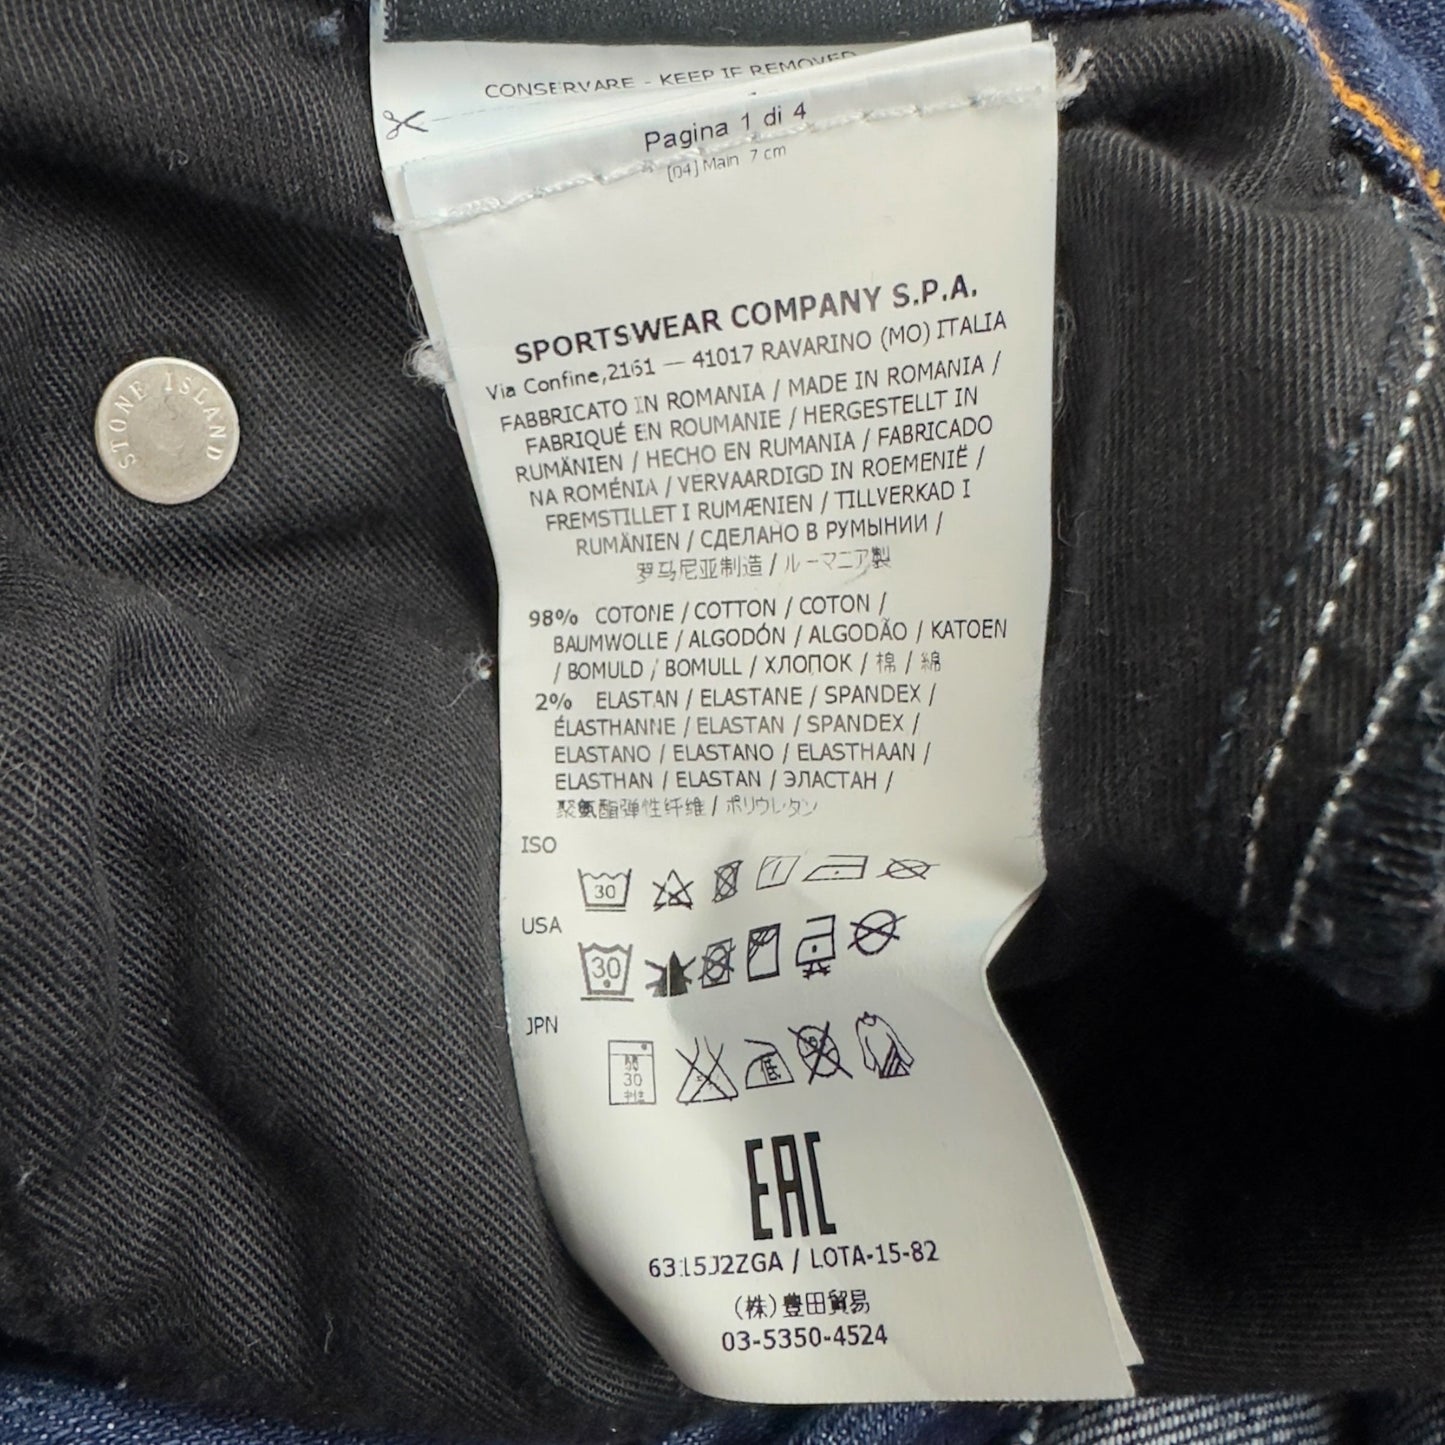 CONSERVARE - KEEP IF REMOVED
Pagina 1 di 4
[04] Main 7 cm
STONE ISLAND
SPORTSWEAR COMPANY S.P.A.
Via Confine,2161 — 41017 RAVARINO (MO) ITALIA
FABBRICATO IN ROMANIA / MADE IN ROMANIA /
FABRIQUÉ EN ROUMANIE / HERGESTELLT IN
RUMÄNIEN / HECHO EN RUMANIA / FABRICADO
NA ROMÉNIA / VERVAARDIGD IN ROEMENIË /
FREMSTILLET I RUMÆNIEN / TILLVERKAD I
RUMÄNIEN / СДЕЛАНО В РУМЫНИИ /
罗马尼亚制造 / ルーマニア製
98% COTONE / COTTON / COTON /
BAUMWOLLE / ALGODÓN / ALGODÃO / KATOEN
/ BOMULD / BOMULL / ХЛОПОК / 棉 / 綿
2% ELASTAN / ELASTANE / SPANDEX /
ÉLASTHANNE / ELASTAN / SPANDEX /
ELASTANO / ELASTANO / ELASTHAAN /
ELASTHAN / ELASTAN / ЭЛАСТАН /
聚氨酯弹性纤维 / ポリウレタン
ISO
30
USA
30
JPN
30
低
EAC
6315J2ZGA / LOTA-15-82
(株)豊田貿易
03-5350-4524